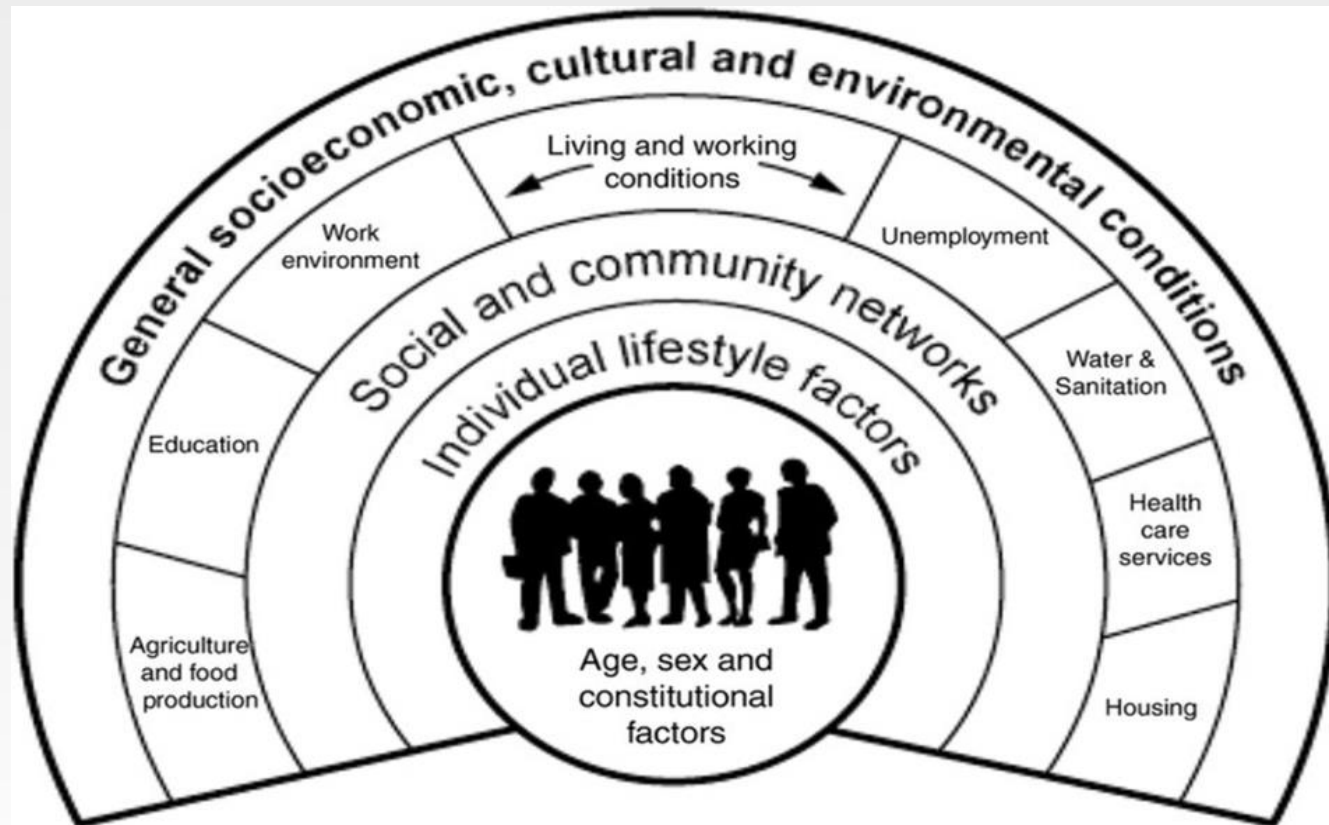 General socioeconomic, cultural and environmental conditions
Living and working
conditions
Work
environment
Unemployment
Education
Water &
Sanitation
Agriculture
and food
production
Health
care
services
Housing
Social and community networks
Individual lifestyle factors
Age, sex and
constitutional
factors